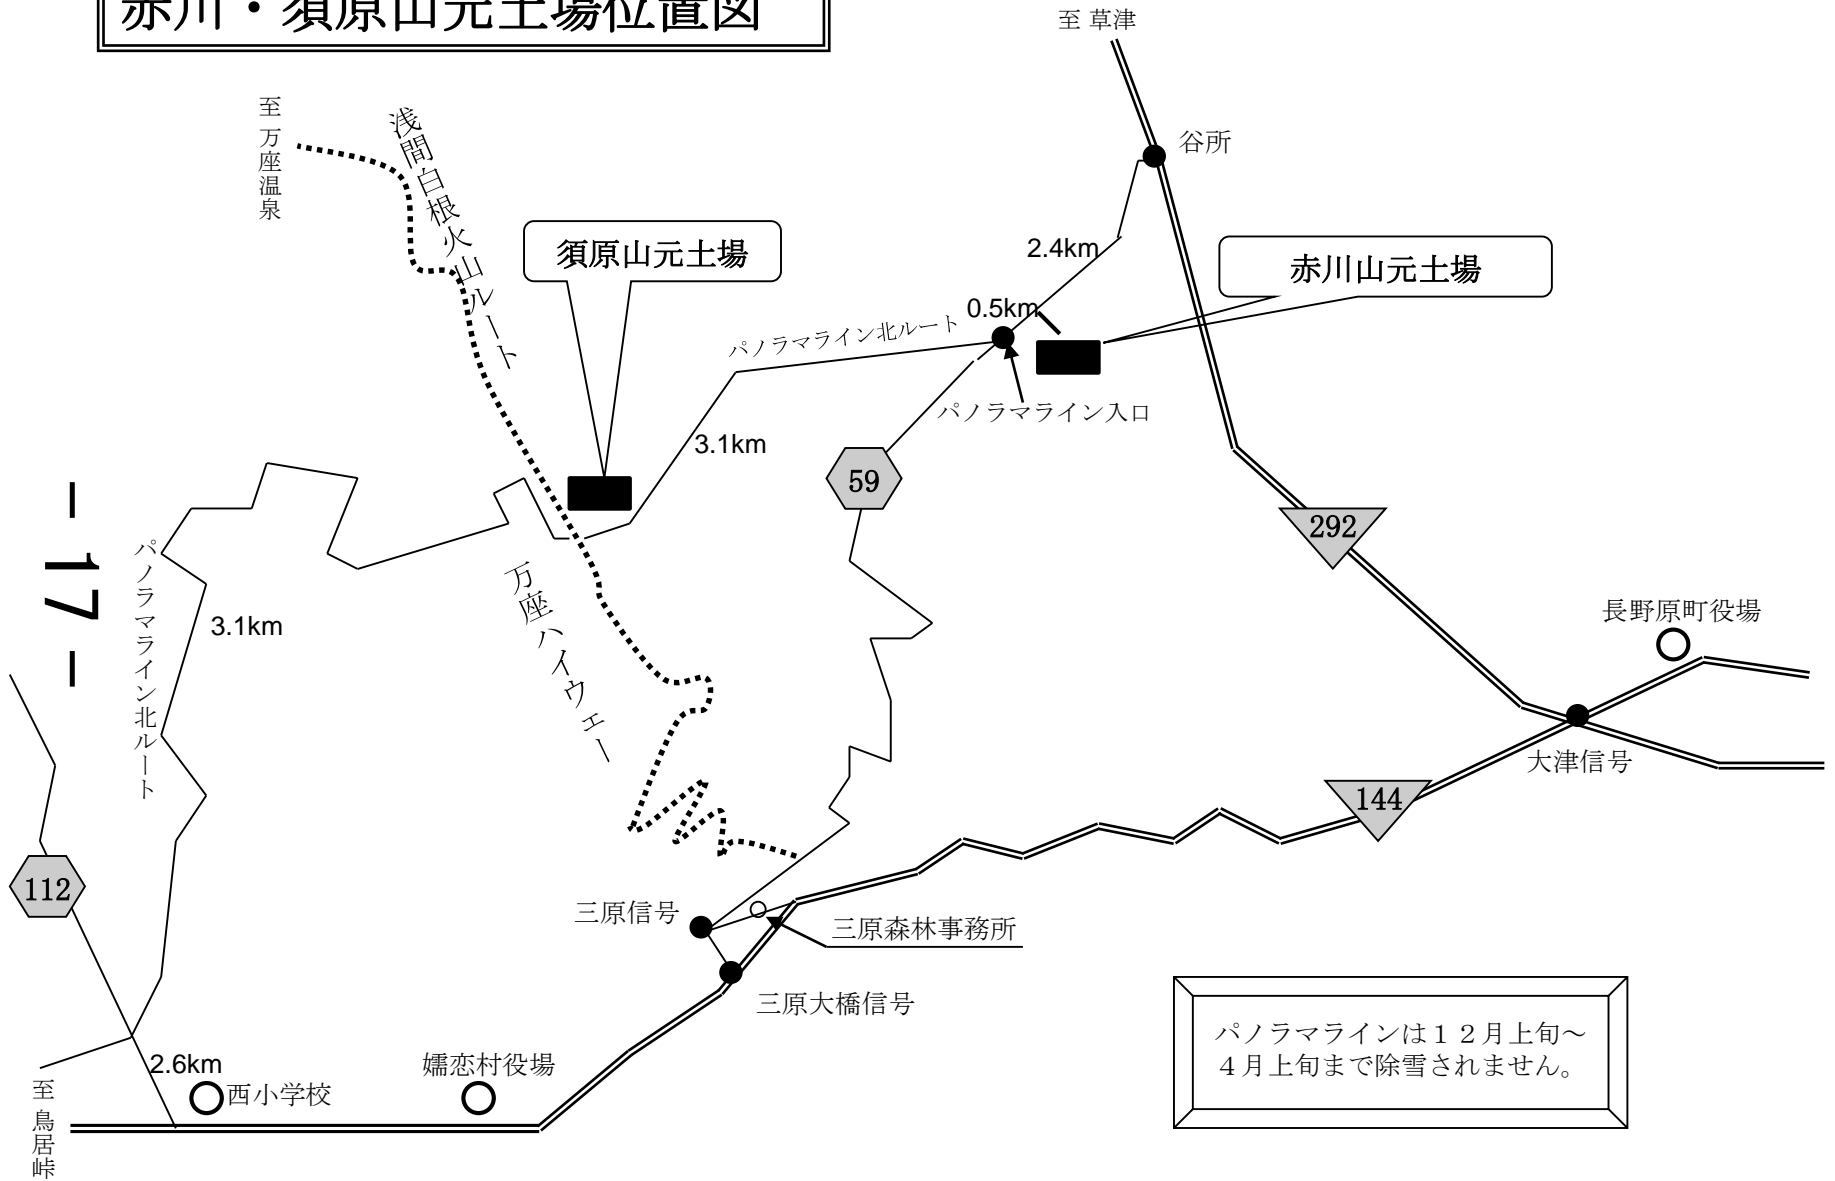 赤川・須原山元土場位置図
至 草津
至 万座温泉
浅間白根火山ルート
谷所
須原山元土場
2.4km
赤川山元土場
0.5km
パノラマライン北ルート
パノラマライン入口
3.1km
59
292
- 17 -
パノラマライン北ルート
3.1km
万座ハイウェー
長野原町役場
大津信号
144
112
三原信号
三原森林事務所
三原大橋信号
パノラマラインは１２月上旬～
４月上旬まで除雪されません。
2.6km
西小学校
嬬恋村役場
至 鳥居峠